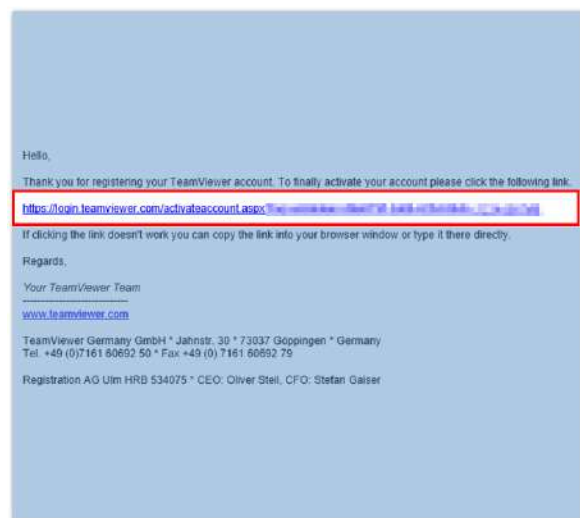 Hello,
Thank you for registering your TeamViewer account. To finally activate your account please click the following link.
https://login.teamviewer.com/activateaccount.aspx
If clicking the link doesn't work you can copy the link into your browser window or type it there directly.
Regards,
Your TeamViewer Team
----------------------------
www.teamviewer.com
TeamViewer Germany GmbH * Jahnstr. 30 * 73037 Göppingen * Germany
Tel. +49 (0)7161 60692 50 * Fax +49 (0) 7161 60692 79
Registration AG Ulm HRB 534075 * CEO: Oliver Steil, CFO: Stefan Gaiser